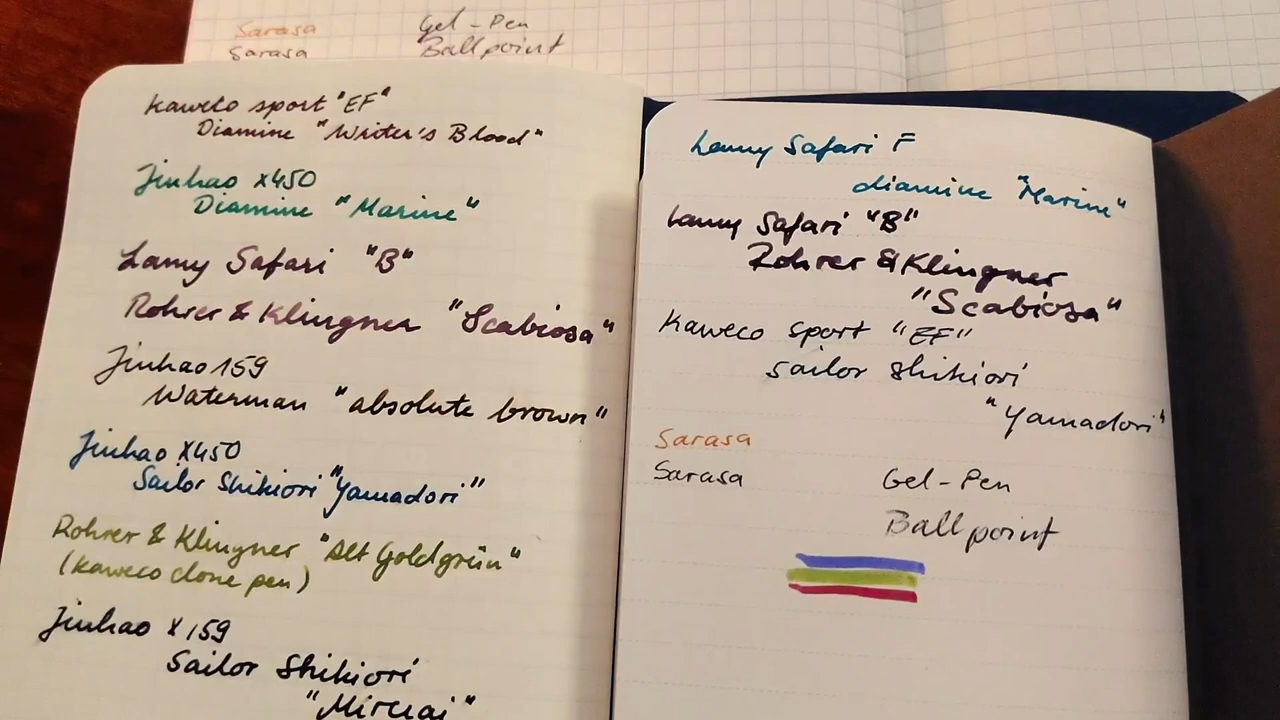 Sarasa Gel-Pen
Sarasa Ballpoint
Kaweco sport "EF"
Diamine "Writer's Blood"
Jinhao x450
Diamine "Marine"
Lamy Safari "B"
Rohrer & Klingner "Scabiosa"
Jinhao 159
Waterman "absolute brown"
Jinhao X450
Sailor Shikiori "Yamadori"
Rohrer & Klingner "Alt Goldgrün"
(kaweco clone pen)
Jinhao X159
Sailor Shikiori
Lamy Safari F
diamine "Marine"
Lamy Safari "B"
Rohrer & Klingner
"Scabiosa"
Kaweco sport "EF"
Sailor Shikiori
"Yamadori"
Sarasa
Sarasa Gel-Pen
Ballpoint